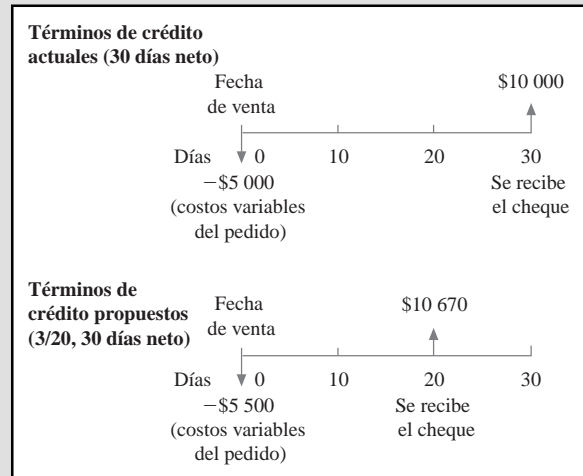 Términos de crédito
actuales (30 días neto)
Fecha
de venta
$10 000
Días 0 10 20 30
−$5 000
(costos variables
del pedido)
Se recibe
el cheque
Términos de
crédito propuestos
(3/20, 30 días neto)
Fecha
de venta
$10 670
Días 0 10 20 30
−$5 500
(costos variables
del pedido)
Se recibe
el cheque